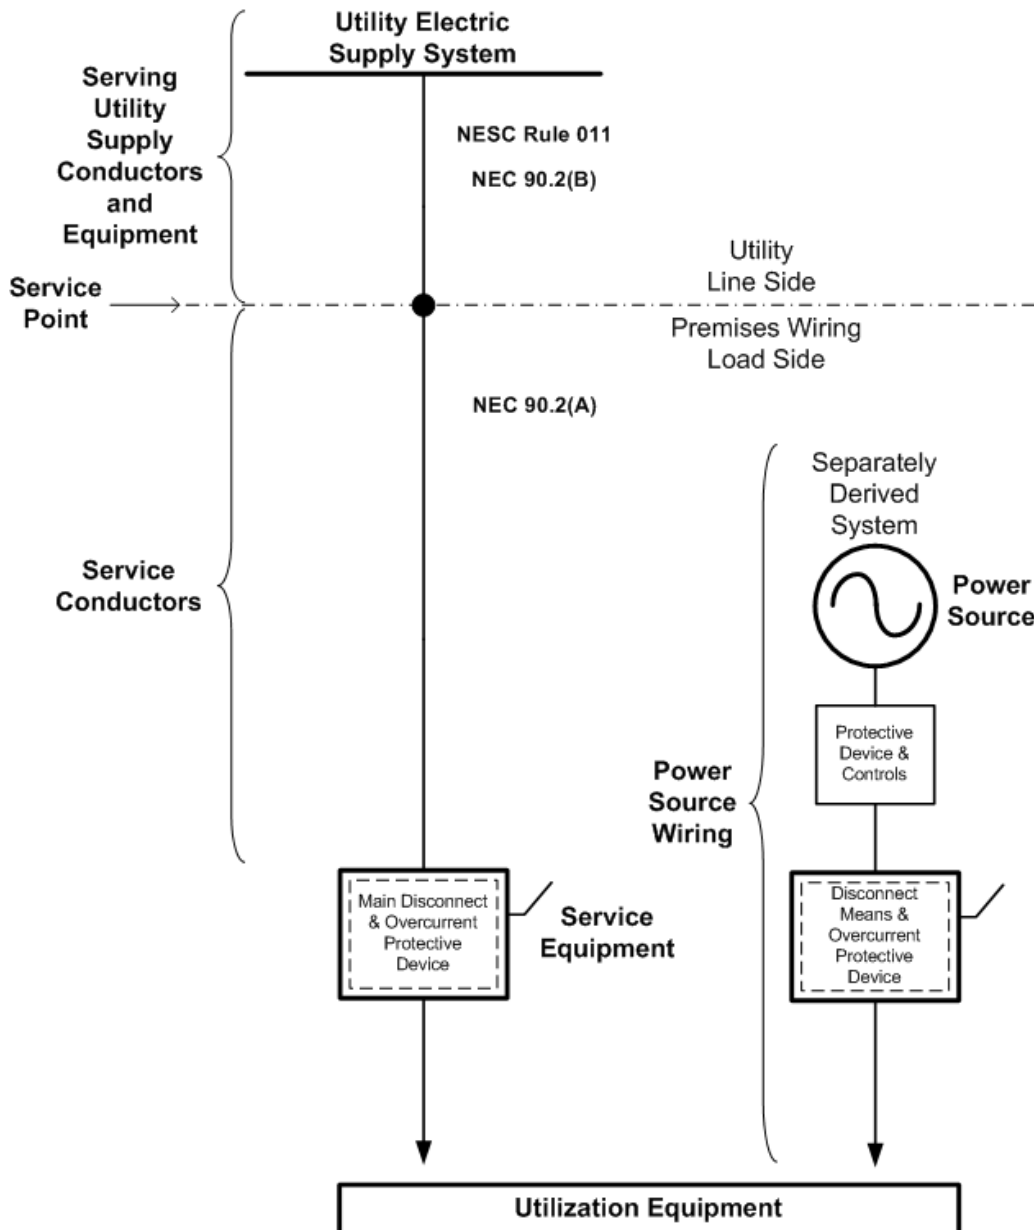 Utility Electric
Supply System
Serving
Utility
Supply
Conductors
and
Equipment
NESC Rule 011
NEC 90.2(B)
Utility
Line Side
Service
Point
Premises Wiring
Load Side
NEC 90.2(A)
Service
Conductors
Separately
Derived
System
Power
Source
Protective
Device &
Controls
Power
Source
Wiring
Main Disconnect
& Overcurrent
Protective
Device
Service
Equipment
Disconnect
Means &
Overcurrent
Protective
Device
Utilization Equipment